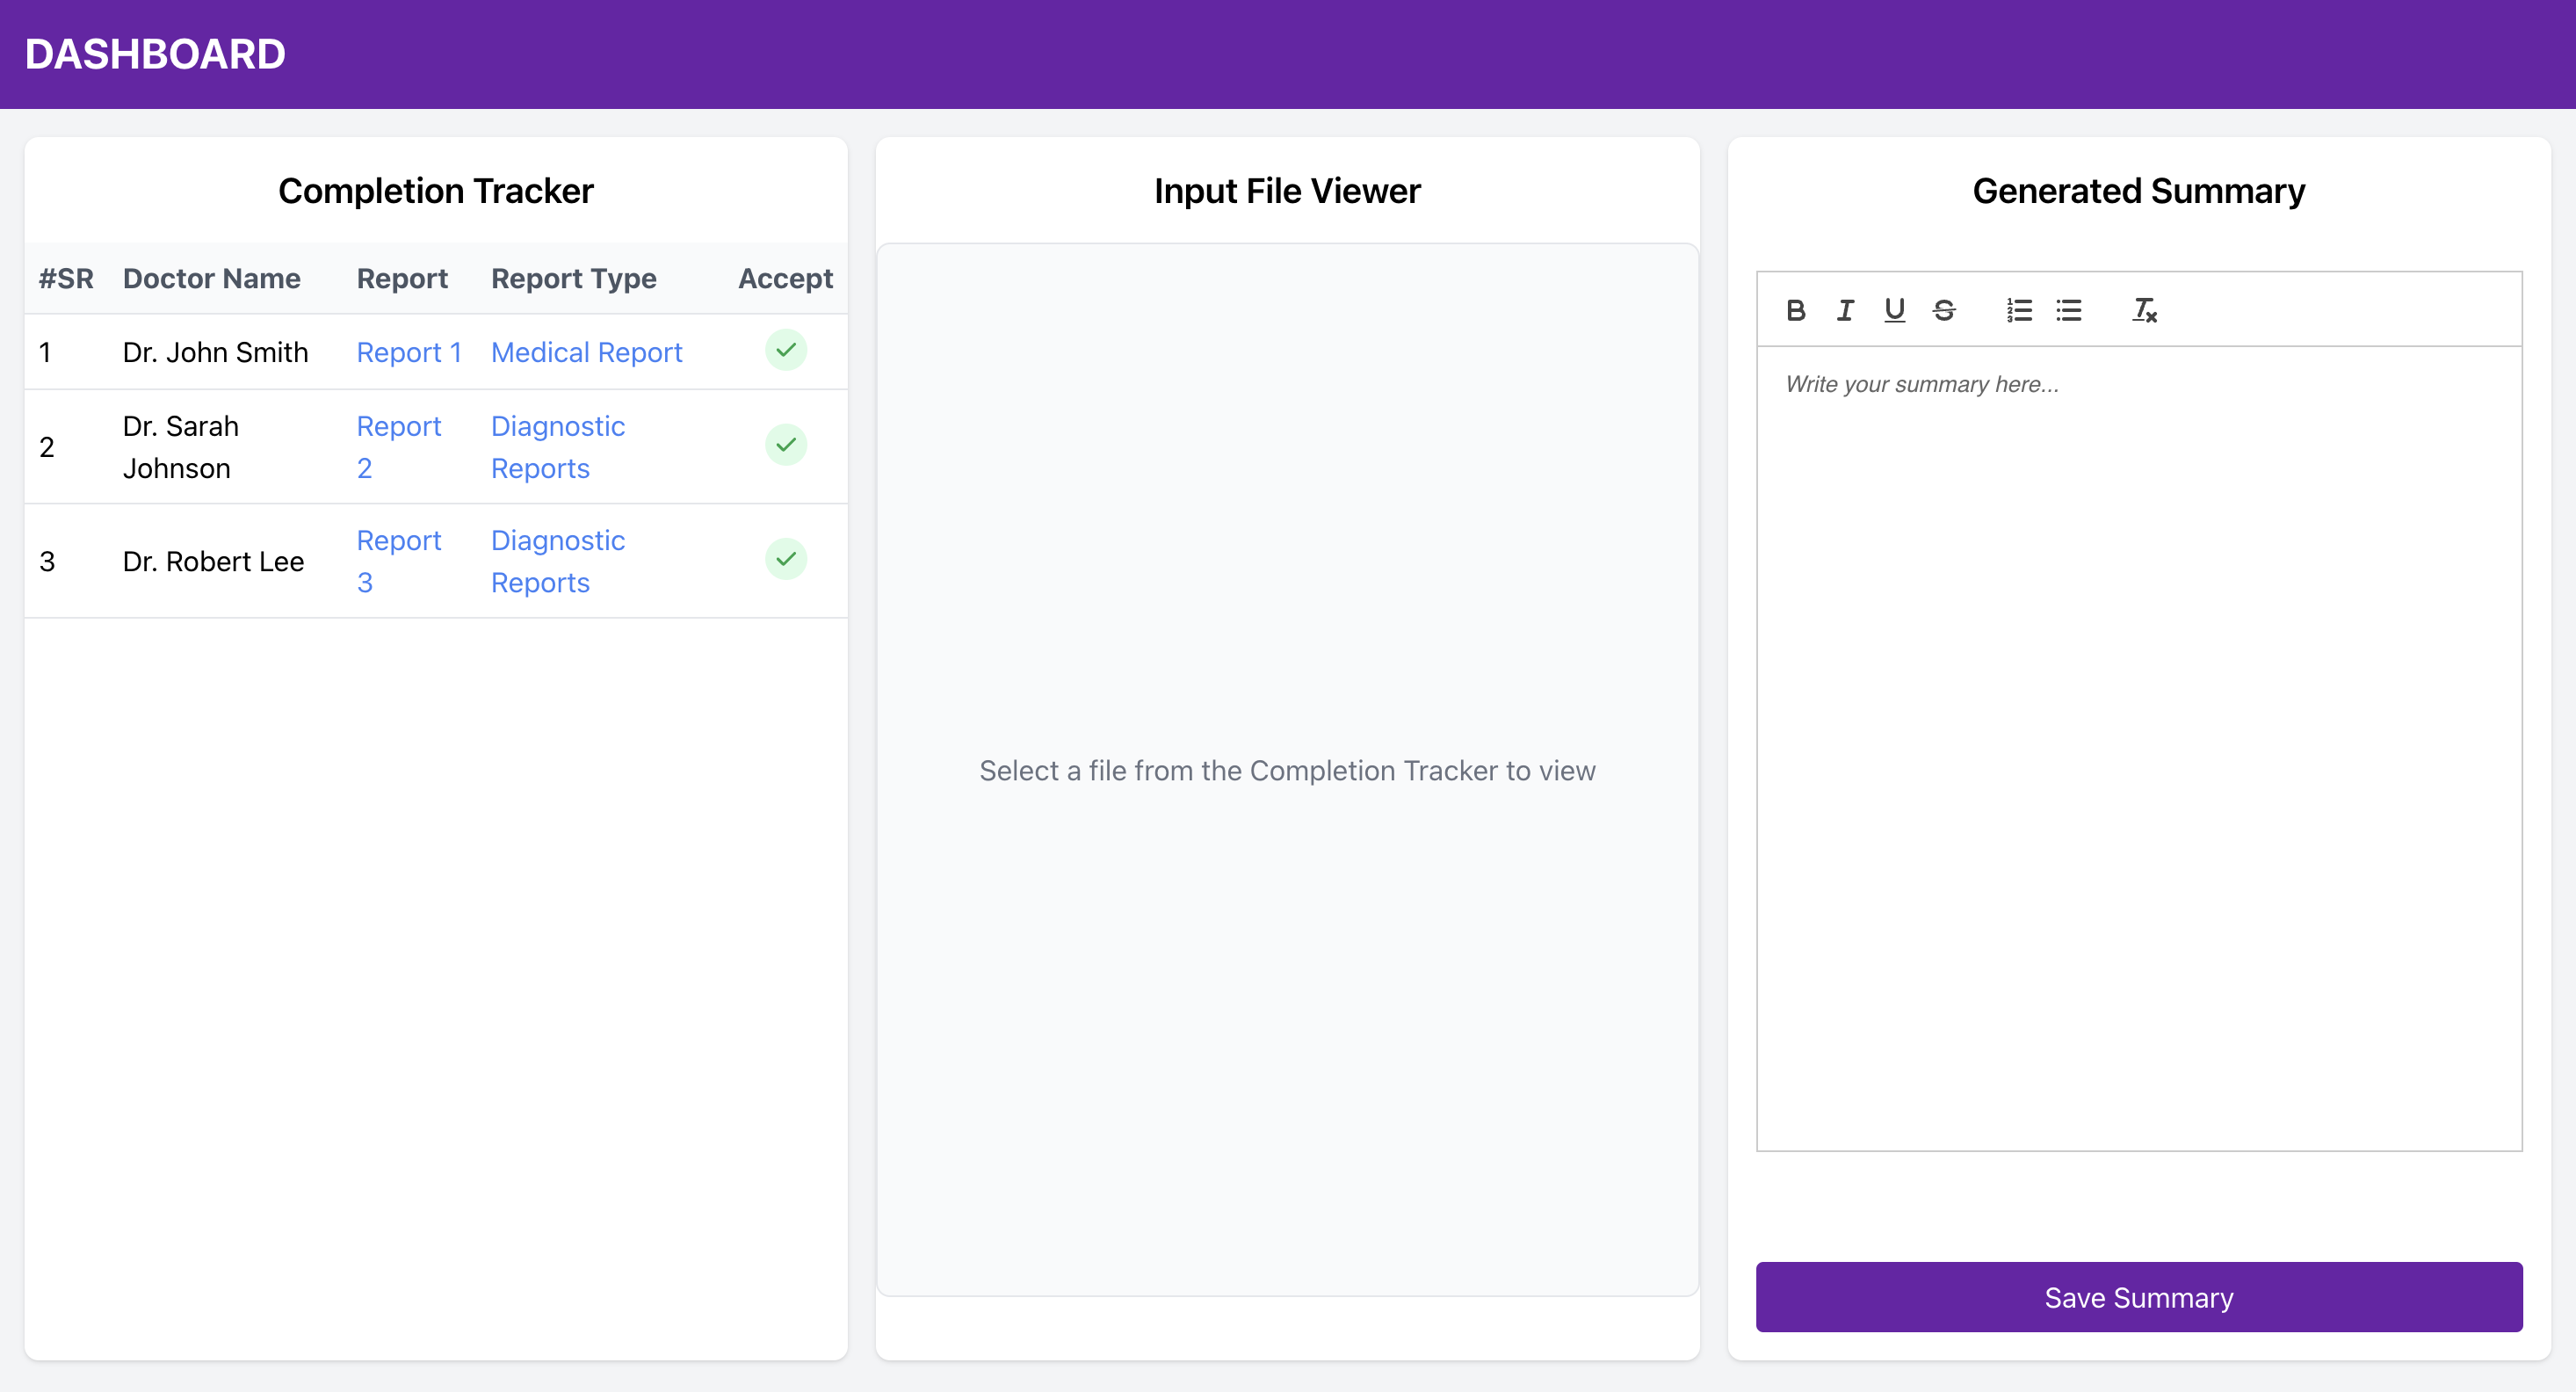 DASHBOARD
Completion Tracker
#SR Doctor Name Report Report Type Accept
1 Dr. John Smith Report 1 Medical Report
2 Dr. Sarah Johnson Report 2 Diagnostic Reports
3 Dr. Robert Lee Report 3 Diagnostic Reports
Input File Viewer
Select a file from the Completion Tracker to view
Generated Summary
Write your summary here...
Save Summary